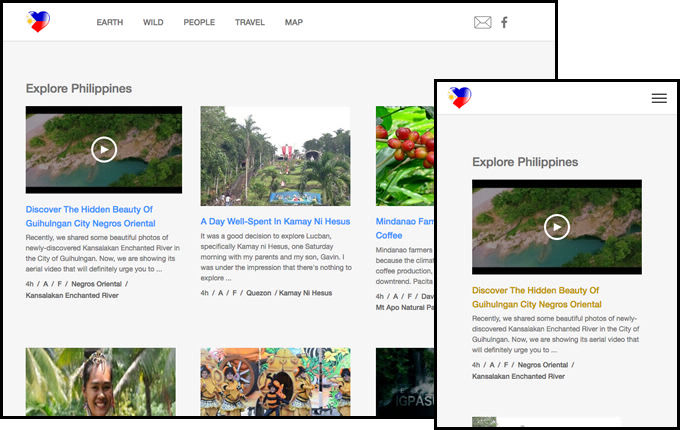 EARTH WILD PEOPLE TRAVEL MAP
Explore Philippines
Discover The Hidden Beauty Of
Guihulngan City Negros Oriental
Recently, we shared some beautiful photos of
newly-discovered Kansalakan Enchanted River in
the City of Guihulngan. Now, we are showing its
aerial video that will definitely urge you to ...
4h / A / F / Negros Oriental /
Kansalakan Enchanted River
A Day Well-Spent In Kamay Ni Hesus
It was a good decision to explore Lucban,
specifically Kamay ni Hesus, one Saturday
morning with my parents and my son, Gavin. I
was under the impression that there's nothing to
explore ...
4h / A / F / Quezon / Kamay Ni Hesus
Mindanao Farm
Coffee
Mindanao farmers
because the climat
coffee production,
downtrend. Pacita
4h / A / F / Dav
Mt Apo Natural Pa
IGPASU
Explore Philippines
Discover The Hidden Beauty Of
Guihulngan City Negros Oriental
Recently, we shared some beautiful photos of newly-
discovered Kansalakan Enchanted River in the City of
Guihulngan. Now, we are showing its aerial video that
will definitely urge you to ...
4h / A / F / Negros Oriental /
Kansalakan Enchanted River